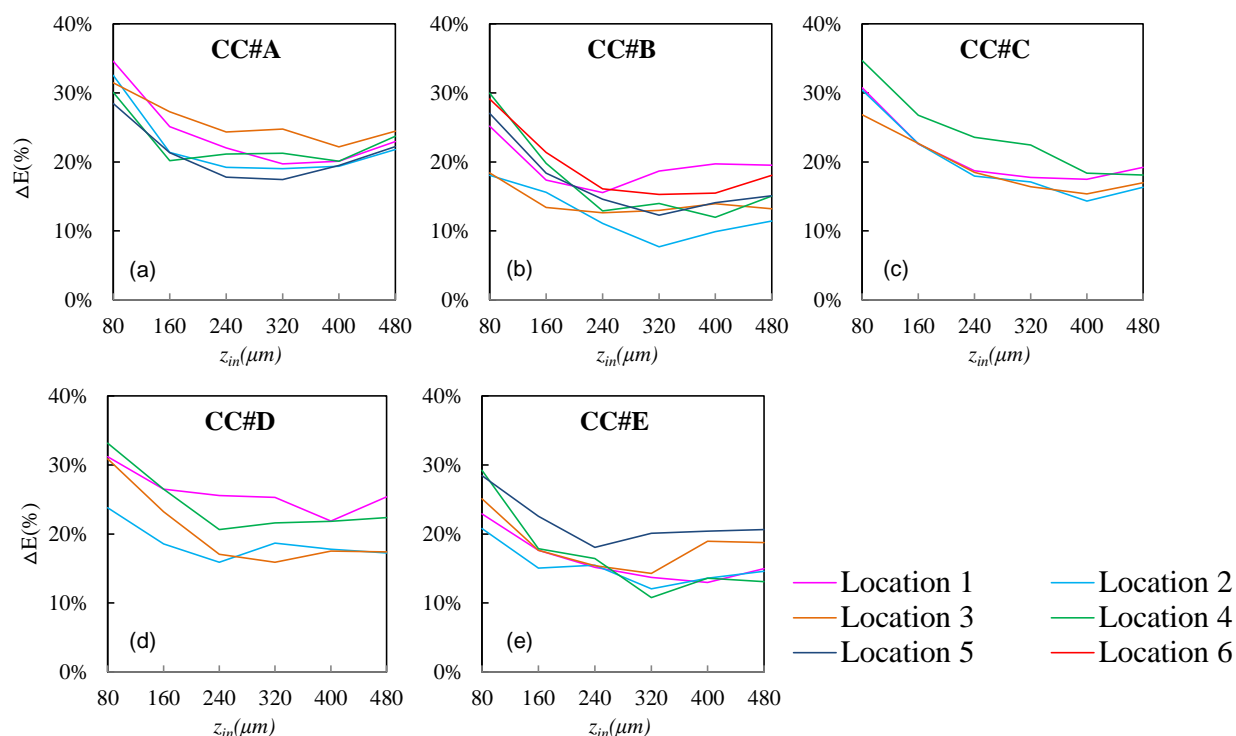 CC#A
CC#B
CC#C
ΔE(%)
40%
30%
20%
10%
0%
(a)
80 160 240 320 400 480
z_in(μm)
40%
30%
20%
10%
0%
(b)
80 160 240 320 400 480
z_in(μm)
40%
30%
20%
10%
0%
(c)
80 160 240 320 400 480
z_in(μm)
CC#D
CC#E
ΔE(%)
40%
30%
20%
10%
0%
(d)
80 160 240 320 400 480
z_in(μm)
ΔE(%)
40%
30%
20%
10%
0%
(e)
80 160 240 320 400 480
z_in(μm)
Location 1 Location 2
Location 3 Location 4
Location 5 Location 6